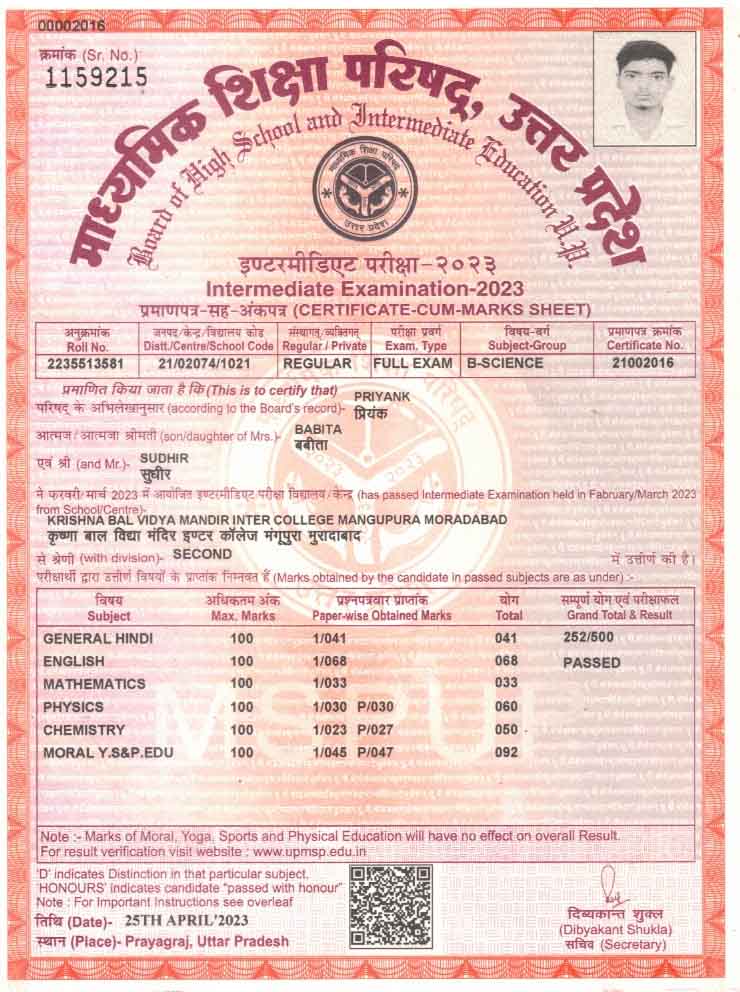 00002016
क्रमांक (Sr. No.)
1159215
माध्यमिक शिक्षा परिषद्, उत्तर प्रदेश
Board of High School and Intermediate Education U.P.
माध्यमिक शिक्षा परिषद्
उत्तर प्रदेश
इण्टरमीडिएट परीक्षा-२०२३
Intermediate Examination-2023
प्रमाणपत्र-सह-अंकपत्र (CERTIFICATE-CUM-MARKS SHEET)
अनुक्रमांक जनपद/केन्द्र/विद्यालय कोड संस्थागत/व्यक्तिगत परीक्षा प्रवर्ग विषय-वर्ग प्रमाणपत्र क्रमांक
Roll No. Distt./Centre/School Code Regular / Private Exam. Type Subject-Group Certificate No.
2235513581 21/02074/1021 REGULAR FULL EXAM B-SCIENCE 21002016
प्रमाणित किया जाता है कि (This is to certify that) PRIYANK
परिषद् के अभिलेखानुसार (according to the Board's record)- प्रियंक
आत्मज/आत्मजा श्रीमती (son/daughter of Mrs.)- BABITA
बबीता
एवं श्री (and Mr.)- SUDHIR
सुधीर
ने फरवरी/मार्च 2023 में आयोजित इण्टरमीडिएट परीक्षा विद्यालय/केन्द्र (has passed Intermediate Examination held in Fabruary/March 2023
from School/Centre)-
KRISHNA BAL VIDYA MANDIR INTER COLLEGE MANGUPURA MORADABAD
कृष्णा बाल विद्या मंदिर इण्टर कॉलेज मंगूपुरा मुरादाबाद
से श्रेणी (with division)- SECOND में उत्तीर्ण की है।
परीक्षार्थी द्वारा उत्तीर्ण विषयों के प्राप्तांक निम्नवत हैं (Marks obtained by the candidate in passed subjects are as under) :-
विषय अधिकतम अंक प्रश्नपत्रवार प्राप्तांक योग सम्पूर्ण योग एवं परीक्षाफल
Subject Max. Marks Paper-wise Obtained Marks Total Grand Total & Result
GENERAL HINDI 100 1/041 041 252/500
ENGLISH 100 1/068 068 PASSED
MATHEMATICS 100 1/033 033
PHYSICS 100 1/030 P/030 060
CHEMISTRY 100 1/023 P/027 050
MORAL Y.S&P.EDU 100 1/045 P/047 092
MSPUP
Note :- Marks of Moral, Yoga, Sports and Physical Education will have no effect on overall Result.
For result verification visit website : www.upmsp.edu.in
'D' indicates Distinction in that particular subject.
'HONOURS' indicates candidate "passed with honour"
Note : For Important Instructions see overleaf
तिथि (Date)- 25TH APRIL'2023
स्थान (Place)- Prayagraj, Uttar Pradesh
दिव्यकान्त शुक्ल
(Dibyakant Shukla)
सचिव (Secretary)